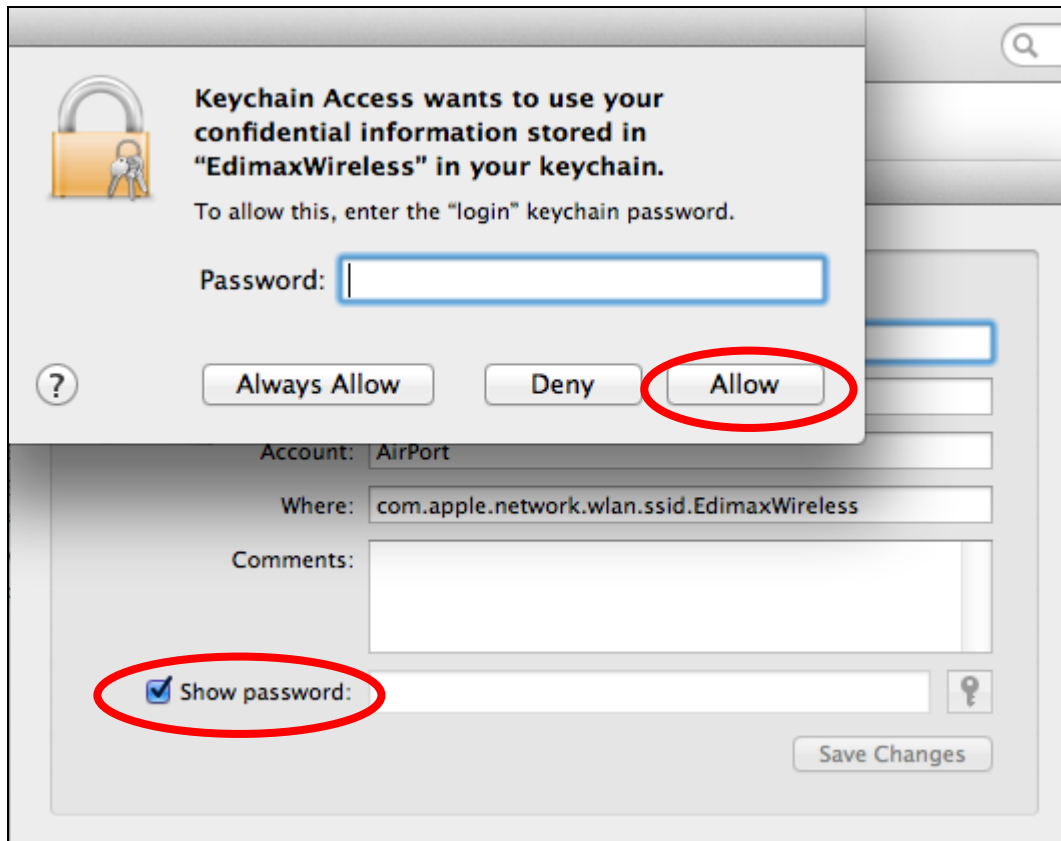 Keychain Access wants to use your
confidential information stored in
“EdimaxWireless” in your keychain.
To allow this, enter the “login” keychain password.
Password:
? Always Allow Deny Allow
Account: AirPort
Where: com.apple.network.wlan.ssid.EdimaxWireless
Comments:
Show password:
Save Changes